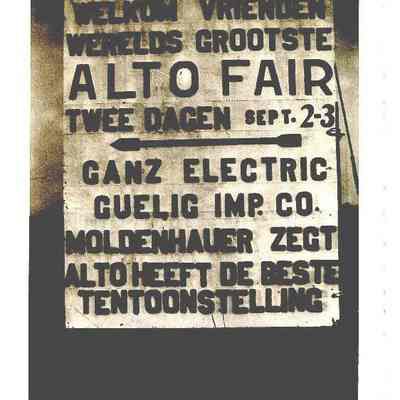 WELKOM VRIENDEN
WERELDS GROOTSTE
ALTO FAIR
TWEE DAGEN SEPT. 2-3
GANZ ELECTRIC
GUELIG IMP. CO.
MOLDENHAUER ZEGT
ALTO HEEFT DE BESTE
TENTOONSTELLING